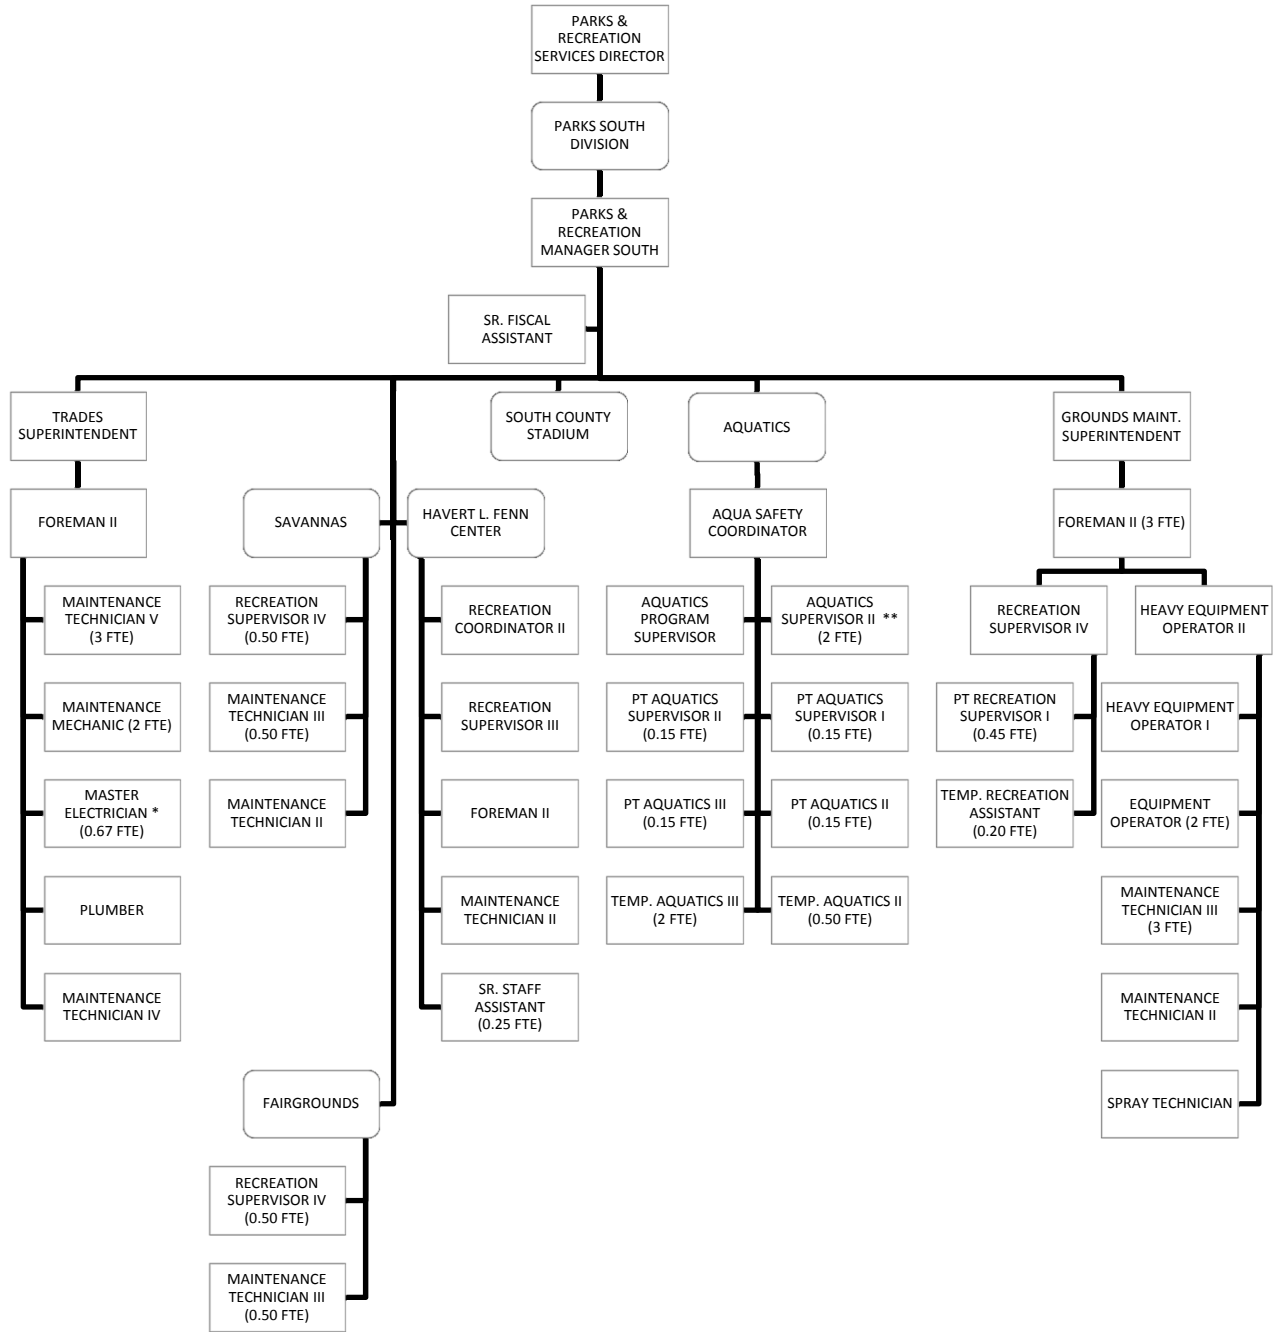 PARKS &
RECREATION
SERVICES DIRECTOR
PARKS SOUTH
DIVISION
PARKS &
RECREATION
MANAGER SOUTH
SR. FISCAL
ASSISTANT
TRADES
SUPERINTENDENT
SOUTH COUNTY
STADIUM
AQUATICS
GROUNDS MAINT.
SUPERINTENDENT
FOREMAN II
SAVANNAS
HAVERT L. FENN
CENTER
AQUA SAFETY
COORDINATOR
FOREMAN II (3 FTE)
MAINTENANCE
TECHNICIAN V
(3 FTE)
RECREATION
SUPERVISOR IV
(0.50 FTE)
RECREATION
COORDINATOR II
AQUATICS
PROGRAM
SUPERVISOR
AQUATICS
SUPERVISOR II **
(2 FTE)
RECREATION
SUPERVISOR IV
HEAVY EQUIPMENT
OPERATOR II
MAINTENANCE
MECHANIC (2 FTE)
MAINTENANCE
TECHNICIAN III
(0.50 FTE)
RECREATION
SUPERVISOR III
PT AQUATICS
SUPERVISOR II
(0.15 FTE)
PT AQUATICS
SUPERVISOR I
(0.15 FTE)
PT RECREATION
SUPERVISOR I
(0.45 FTE)
HEAVY EQUIPMENT
OPERATOR I
MASTER
ELECTRICIAN *
(0.67 FTE)
MAINTENANCE
TECHNICIAN II
FOREMAN II
PT AQUATICS III
(0.15 FTE)
PT AQUATICS II
(0.15 FTE)
TEMP. RECREATION
ASSISTANT
(0.20 FTE)
EQUIPMENT
OPERATOR (2 FTE)
PLUMBER
MAINTENANCE
TECHNICIAN II
TEMP. AQUATICS III
(2 FTE)
TEMP. AQUATICS II
(0.50 FTE)
MAINTENANCE
TECHNICIAN III
(3 FTE)
MAINTENANCE
TECHNICIAN IV
SR. STAFF
ASSISTANT
(0.25 FTE)
MAINTENANCE
TECHNICIAN II
FAIRGROUNDS
SPRAY TECHNICIAN
RECREATION
SUPERVISOR IV
(0.50 FTE)
MAINTENANCE
TECHNICIAN III
(0.50 FTE)